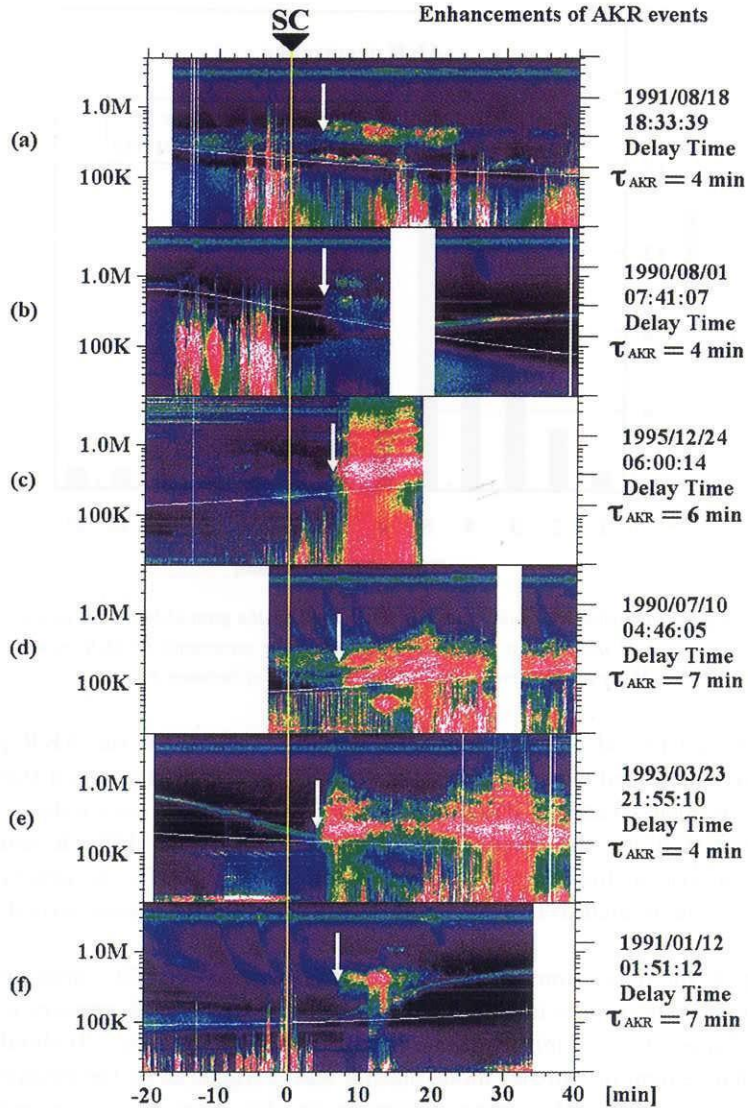 SC
Enhancements of AKR events
(a)
1.0M
100K
1991/08/18
18:33:39
Delay Time
τAKR = 4 min
(b)
1.0M
100K
1990/08/01
07:41:07
Delay Time
τAKR = 4 min
(c)
1.0M
100K
1995/12/24
06:00:14
Delay Time
τAKR = 6 min
(d)
1.0M
100K
1990/07/10
04:46:05
Delay Time
τAKR = 7 min
(e)
1.0M
100K
1993/03/23
21:55:10
Delay Time
τAKR = 4 min
(f)
1.0M
100K
1991/01/12
01:51:12
Delay Time
τAKR = 7 min
-20 -10 0 10 20 30 40 [min]